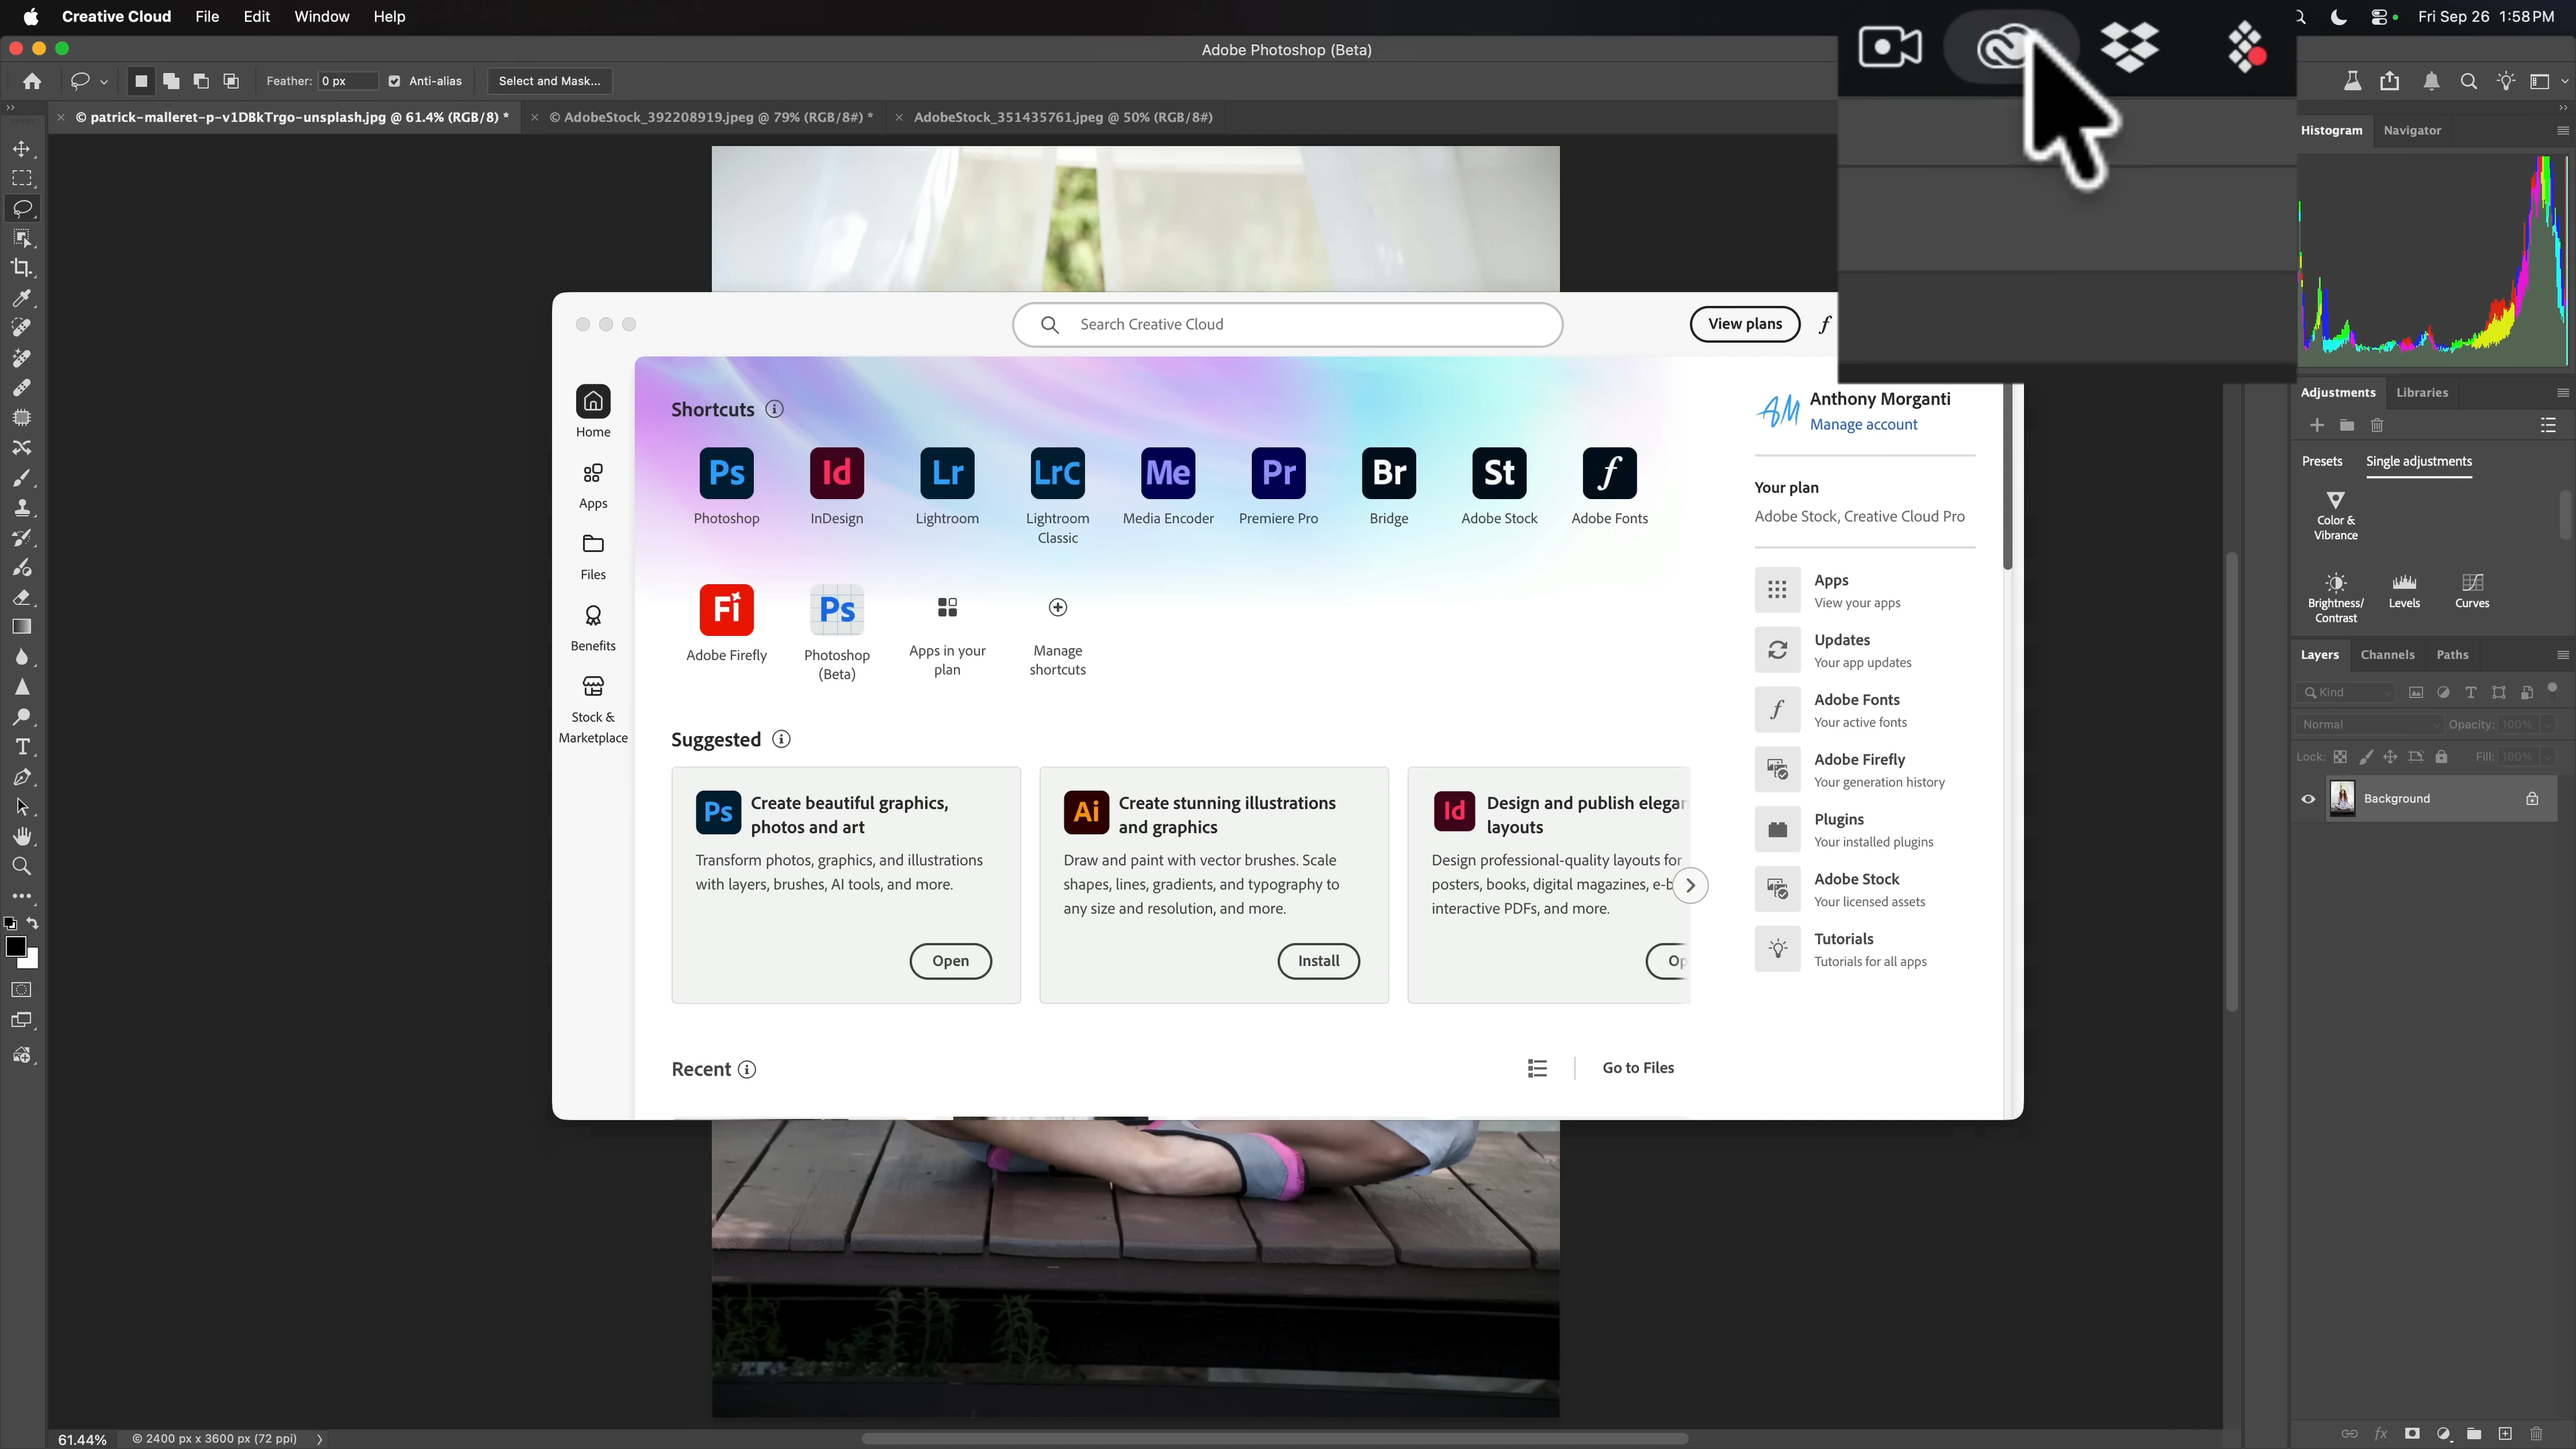 Creative Cloud File Edit Window Help
Fri Sep 26 1:58 PM
Adobe Photoshop (Beta)
Feather: 0 px Anti-alias Select and Mask...
© patrick-malleret-p-v1DBkTrgo-unsplash.jpg @ 61.4% (RGB/8) *
© AdobeStock_392208919.jpeg @ 79% (RGB/8#) *
AdobeStock_351435761.jpeg @ 50% (RGB/8#)
Histogram Navigator
Search Creative Cloud
View plans
Home
Apps
Files
Benefits
Stock &
Marketplace
Shortcuts
Ps Id Lr LrC Me Pr Br St f
Photoshop InDesign Lightroom Lightroom Media Encoder Premiere Pro Bridge Adobe Stock Adobe Fonts
Classic
Fi Ps
Adobe Firefly Photoshop Apps in your Manage
(Beta) plan shortcuts
Suggested
Ps Create beautiful graphics,
photos and art
Transform photos, graphics, and illustrations
with layers, brushes, AI tools, and more.
Open
Ai Create stunning illustrations
and graphics
Draw and paint with vector brushes. Scale
shapes, lines, gradients, and typography to
any size and resolution, and more.
Install
Id Design and publish elegan
layouts
Design professional-quality layouts for
posters, books, digital magazines, e-b
interactive PDFs, and more.
Op
Recent
Go to Files
Anthony Morganti
Manage account
Your plan
Adobe Stock, Creative Cloud Pro
Apps
View your apps
Updates
Your app updates
Adobe Fonts
Your active fonts
Adobe Firefly
Your generation history
Plugins
Your installed plugins
Adobe Stock
Your licensed assets
Tutorials
Tutorials for all apps
Adjustments Libraries
Presets Single adjustments
Color &
Vibrance
Brightness/ Levels Curves
Contrast
Layers Channels Paths
Kind
Normal Opacity: 100%
Lock: Fill: 100%
Background
61.44% © 2400 px x 3600 px (72 ppi)
fx